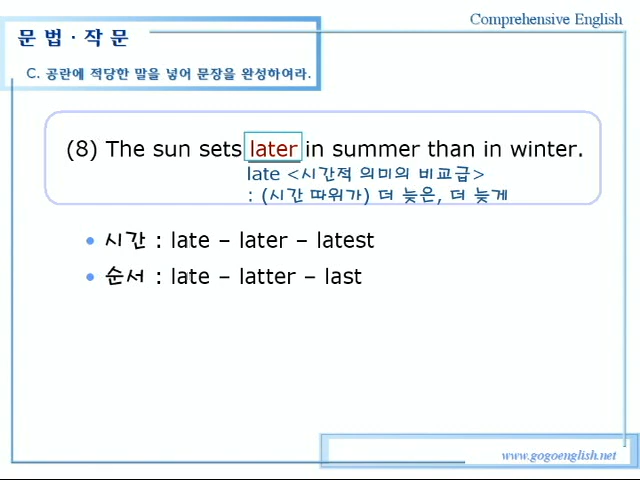 Comprehensive English
문 법 · 작 문
C. 공란에 적당한 말을 넣어 문장을 완성하여라.
(8) The sun sets later in summer than in winter.
late <시간적 의미의 비교급>
: (시간 따위가) 더 늦은, 더 늦게
• 시간 : late – later – latest
• 순서 : late – latter – last
www.gogoenglish.net